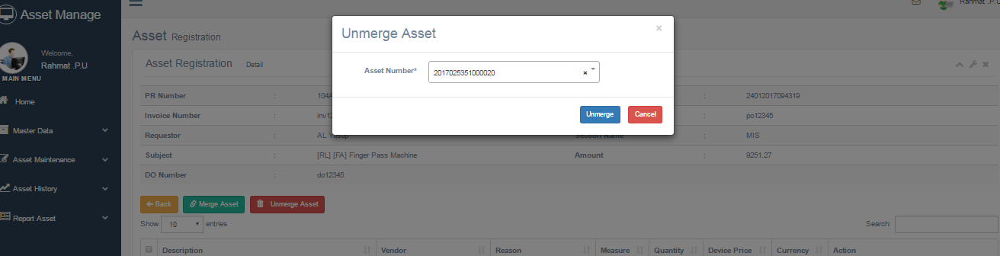 Asset Manage
Welcome,
Rahmat .P.U
MAIN MENU
Home
Master Data
Asset Maintenance
Asset History
Report Asset
Rahmat .P.U
Asset Registration
Asset Registration Detail
Unmerge Asset ×
Asset Number* 2017025351000020 ×
Unmerge Cancel
PR Number : 104A : 24012017094319
Invoice Number : inv12 : po12345
Requestor : AL Section Name : MIS
Subject : [RL] [FA] Finger Pass Machine Amount : 9251.27
DO Number : do12345
Back Merge Asset Unmerge Asset
Show 10 entries Search:
Description Vendor Reason Measure Quantity Device Price Currency Action